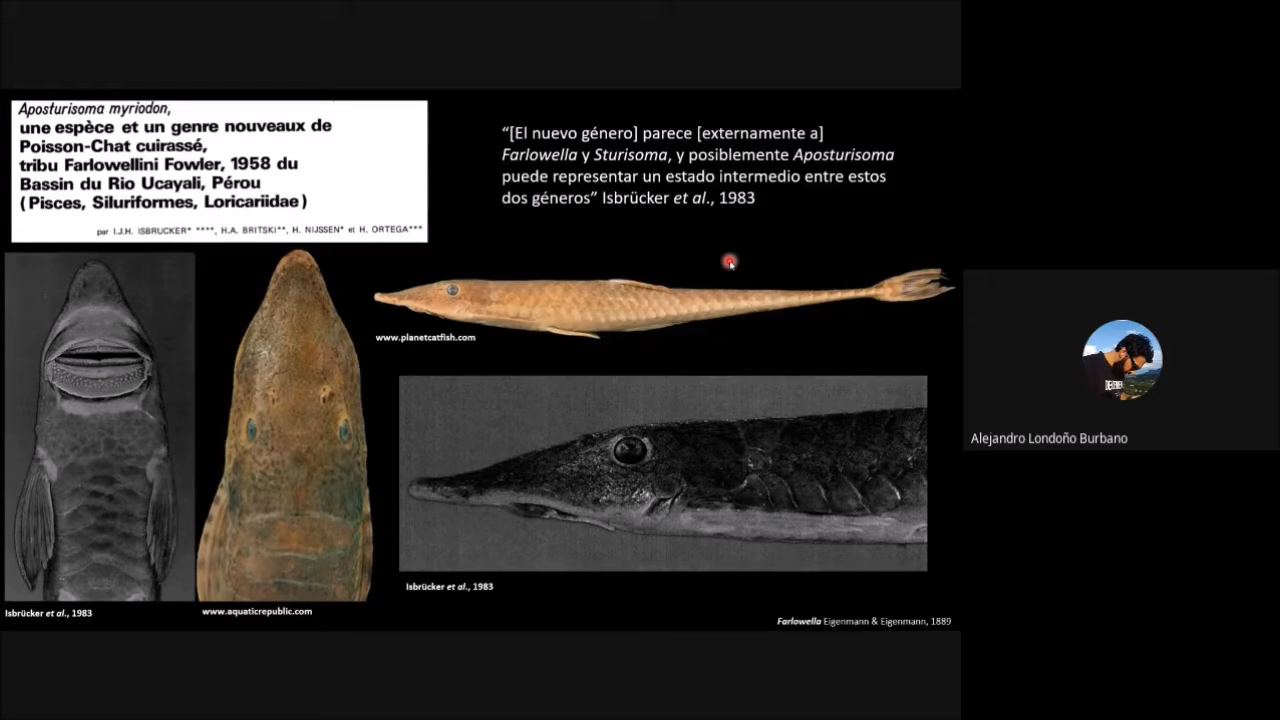 Aposturisoma myriodon,
une espèce et un genre nouveaux de
Poisson-Chat cuirassé,
tribu Farlowellini Fowler, 1958 du
Bassin du Rio Ucayali, Pérou
(Pisces, Siluriformes, Loricariidae)
par I.J.H. ISBRUCKER* ****, H.A. BRITSKI**, H. NIJSSEN* et H. ORTEGA***
“[El nuevo género] parece [externamente a]
Farlowella y Sturisoma, y posiblemente Aposturisoma
puede representar un estado intermedio entre estos
dos géneros” Isbrücker et al., 1983
www.planetcatfish.com
Isbrücker et al., 1983
www.aquaticrepublic.com
Isbrücker et al., 1983
Farlowella Eigenmann & Eigenmann, 1889
Alejandro Londoño Burbano